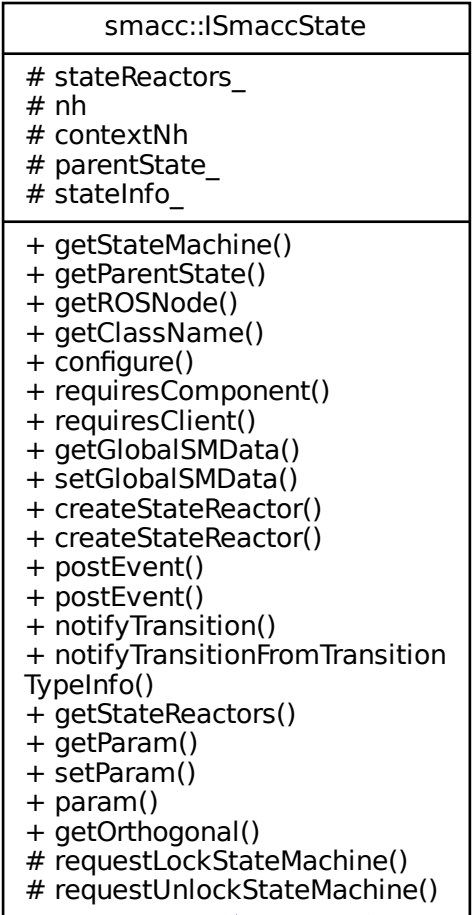 smacc::ISmaccState
# stateReactors_
# nh
# contextNh
# parentState_
# stateInfo_
+ getStateMachine()
+ getParentState()
+ getROSNode()
+ getClassName()
+ configure()
+ requiresComponent()
+ requiresClient()
+ getGlobalSMData()
+ setGlobalSMData()
+ createStateReactor()
+ createStateReactor()
+ postEvent()
+ postEvent()
+ notifyTransition()
+ notifyTransitionFromTransition
TypeInfo()
+ getStateReactors()
+ getParam()
+ setParam()
+ param()
+ getOrthogonal()
# requestLockStateMachine()
# requestUnlockStateMachine()